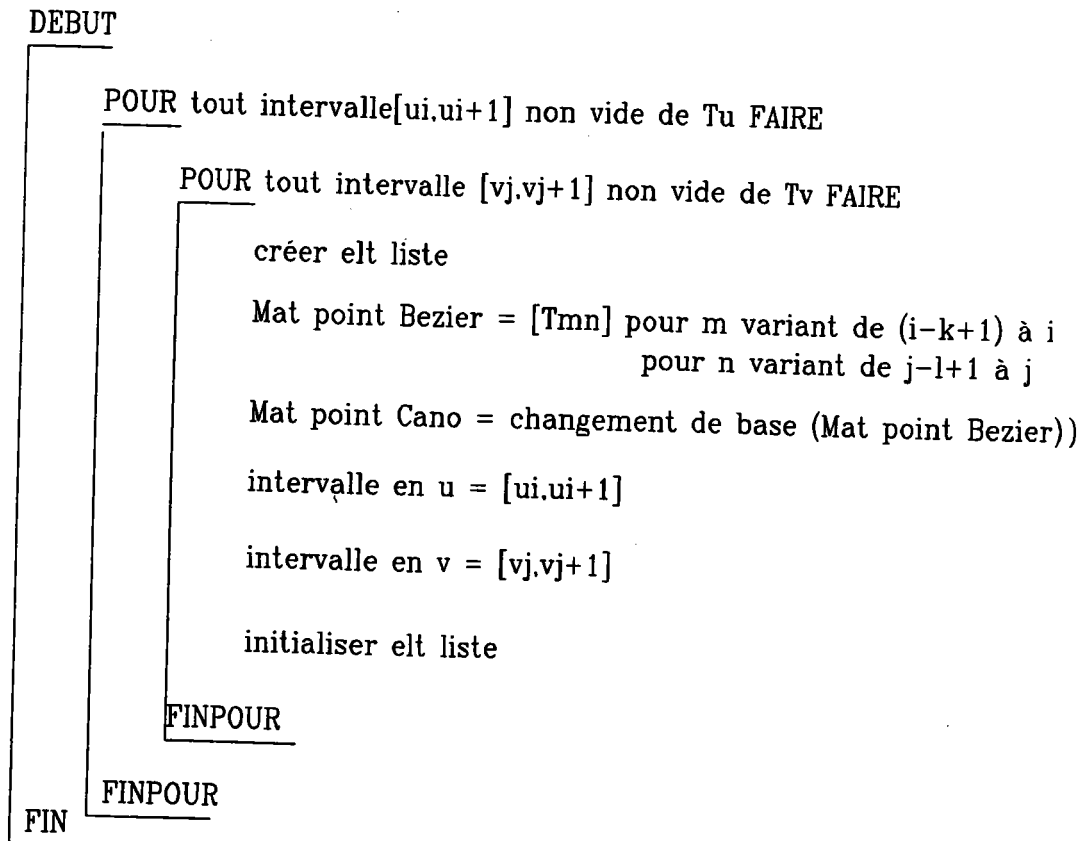 DEBUT
POUR tout intervalle[ui,ui+1] non vide de Tu FAIRE
POUR tout intervalle [vj,vj+1] non vide de Tv FAIRE
créer elt liste
Mat point Bezier = [Tmn] pour m variant de (i-k+1) à i
pour n variant de j-l+1 à j
Mat point Cano = changement de base (Mat point Bezier))
intervalle en u = [ui,ui+1]
intervalle en v = [vj,vj+1]
initialiser elt liste
FINPOUR
FINPOUR
FIN